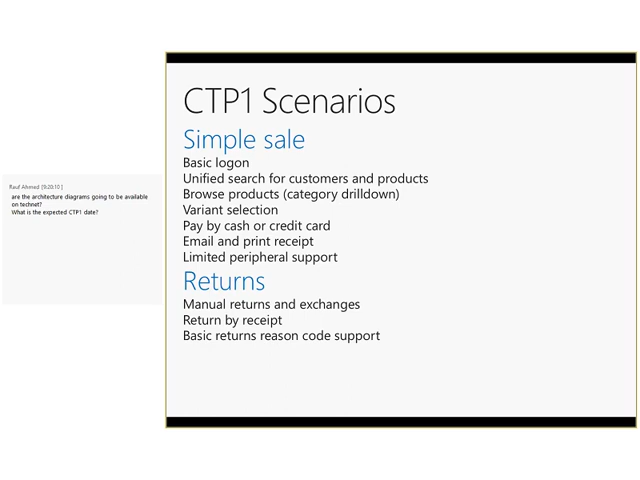 CTP1 Scenarios
Simple sale
Basic logon
Unified search for customers and products
Browse products (category drilldown)
Variant selection
Pay by cash or credit card
Email and print receipt
Limited peripheral support
Returns
Manual returns and exchanges
Return by receipt
Basic returns reason code support
Rauf Ahmed [9:20:10]
are the architecture diagrams going to be available
on technet?
What is the expected CTP1 date?